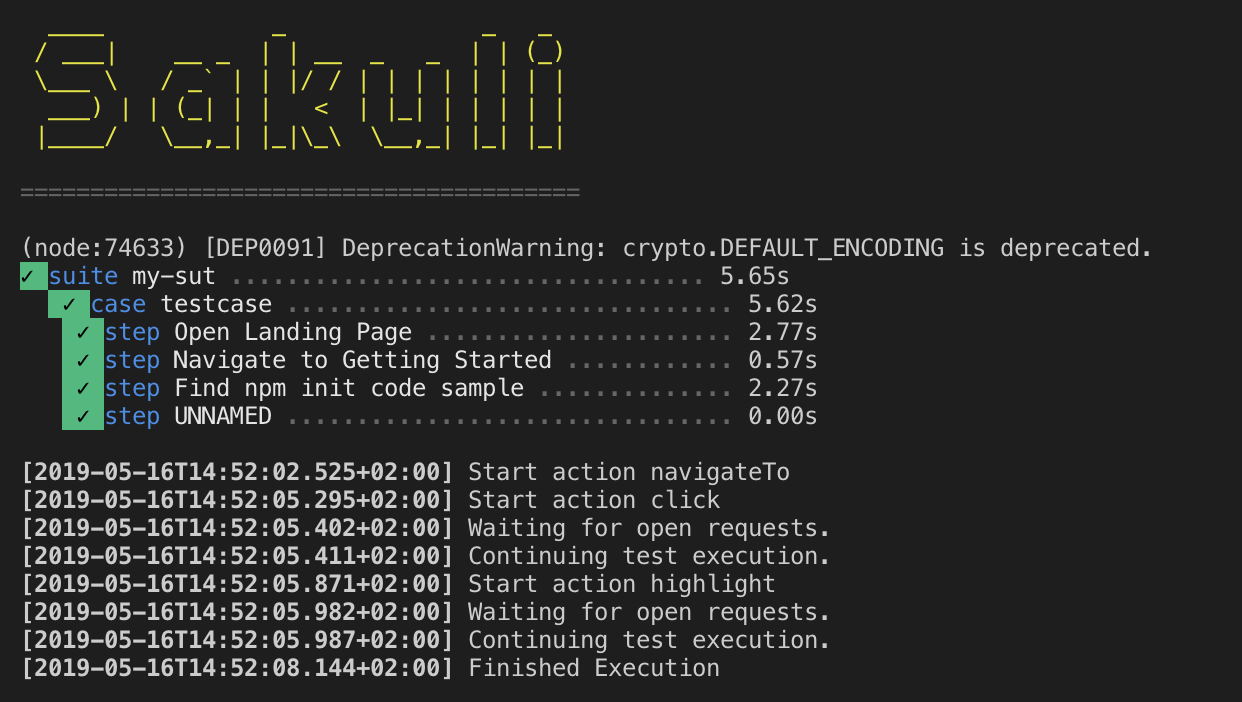 Sakuli
========================================
(node:74633) [DEP0091] DeprecationWarning: crypto.DEFAULT_ENCODING is deprecated.
✓ suite my-sut .................................. 5.65s
✓ case testcase ................................ 5.62s
✓ step Open Landing Page ...................... 2.77s
✓ step Navigate to Getting Started ............ 0.57s
✓ step Find npm init code sample .............. 2.27s
✓ step UNNAMED ................................ 0.00s
[2019-05-16T14:52:02.525+02:00] Start action navigateTo
[2019-05-16T14:52:05.295+02:00] Start action click
[2019-05-16T14:52:05.402+02:00] Waiting for open requests.
[2019-05-16T14:52:05.411+02:00] Continuing test execution.
[2019-05-16T14:52:05.871+02:00] Start action highlight
[2019-05-16T14:52:05.982+02:00] Waiting for open requests.
[2019-05-16T14:52:05.987+02:00] Continuing test execution.
[2019-05-16T14:52:08.144+02:00] Finished Execution